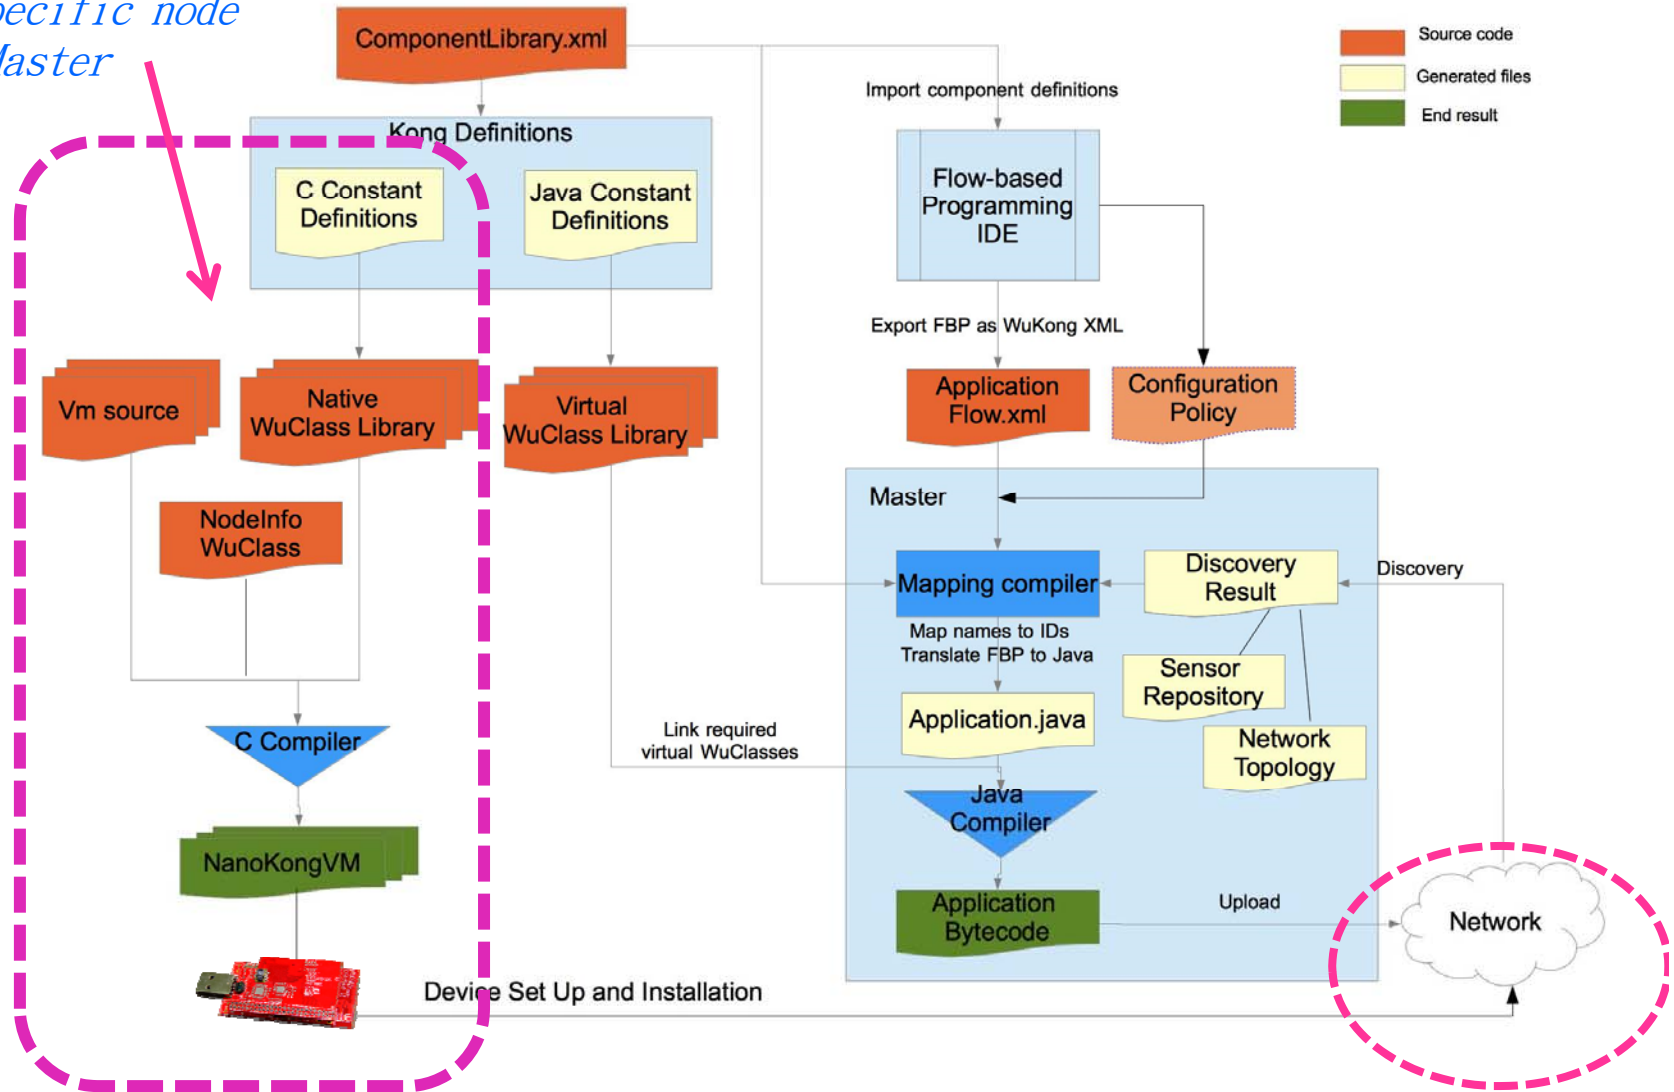 node
ComponentLibrary.xml
Source code
Generated files
End result
Import component definitions
Kong Definitions
C Constant
Definitions
Java Constant
Definitions
Flow-based
Programming
IDE
Export FBP as WuKong XML
Vm source
Native
WuClass Library
Virtual
WuClass Library
Application
Flow.xml
Configuration
Policy
NodeInfo
WuClass
Master
Mapping compiler
Discovery
Result
Discovery
Map names to IDs
Translate FBP to Java
Sensor
Repository
Application.java
Network
Topology
Link required
virtual WuClasses
C Compiler
Java
Compiler
NanoKongVM
Application
Bytecode
Upload
Network
Device Set Up and Installation